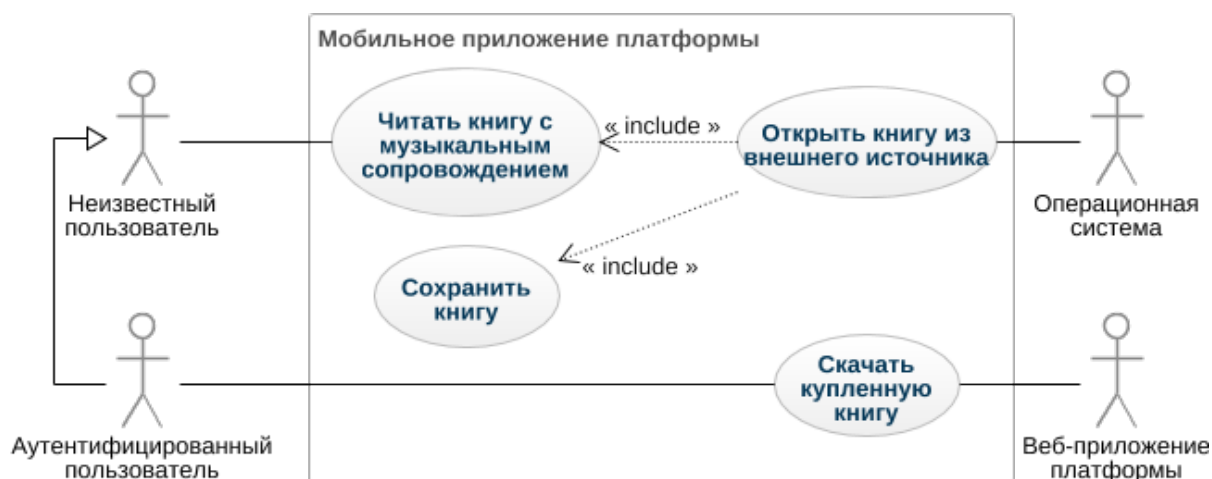 Мобильное приложение платформы
Читать книгу с
музыкальным
сопровождением
« include »
Открыть книгу из
внешнего источника
Неизвестный
пользователь
Операционная
система
« include »
Сохранить
книгу
Скачать
купленную
книгу
Аутентифицированный
пользователь
Веб-приложение
платформы